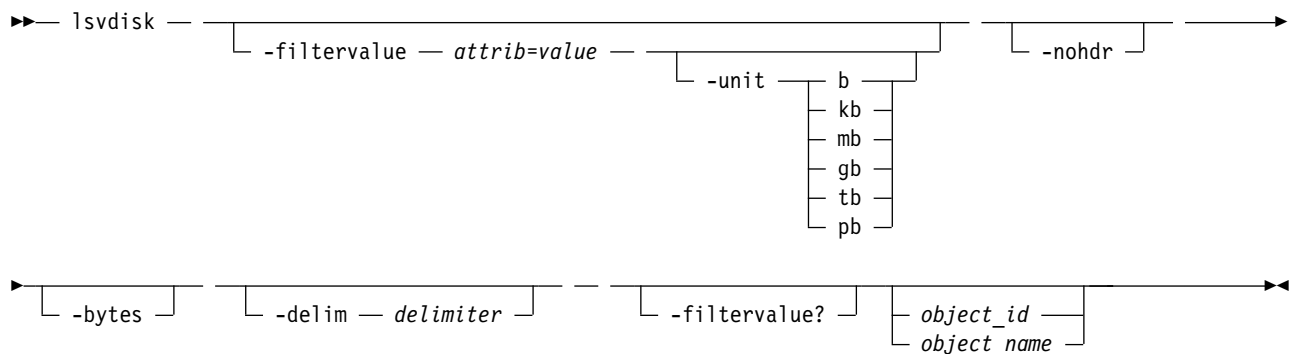 lsvdisk
-filtervalue attrib=value -nohdr
-unit b
kb
mb
gb
tb
pb
-bytes -delim delimiter -filtervalue? object_id
object name